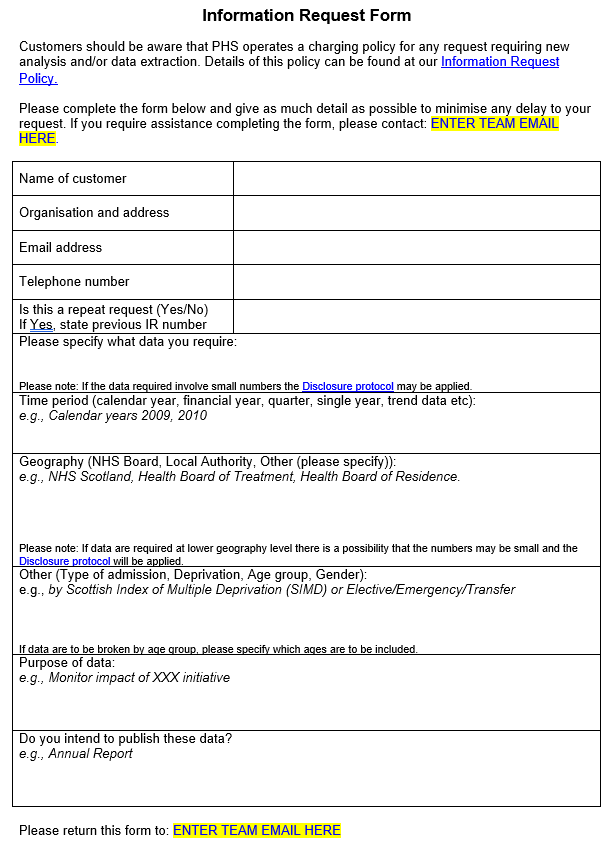 Information Request Form
Customers should be aware that PHS operates a charging policy for any request requiring new
analysis and/or data extraction. Details of this policy can be found at our Information Request
Policy.
Please complete the form below and give as much detail as possible to minimise any delay to your
request. If you require assistance completing the form, please contact: ENTER TEAM EMAIL
HERE.
Name of customer
Organisation and address
Email address
Telephone number
Is this a repeat request (Yes/No)
If Yes, state previous IR number
Please specify what data you require:
Please note: If the data required involve small numbers the Disclosure protocol may be applied.
Time period (calendar year, financial year, quarter, single year, trend data etc):
e.g., Calendar years 2009, 2010
Geography (NHS Board, Local Authority, Other (please specify)):
e.g., NHS Scotland, Health Board of Treatment, Health Board of Residence.
Please note: If data are required at lower geography level there is a possibility that the numbers may be small and the
Disclosure protocol will be applied.
Other (Type of admission, Deprivation, Age group, Gender):
e.g., by Scottish Index of Multiple Deprivation (SIMD) or Elective/Emergency/Transfer
If data are to be broken by age group, please specify which ages are to be included.
Purpose of data:
e.g., Monitor impact of XXX initiative
Do you intend to publish these data?
e.g., Annual Report
Please return this form to: ENTER TEAM EMAIL HERE